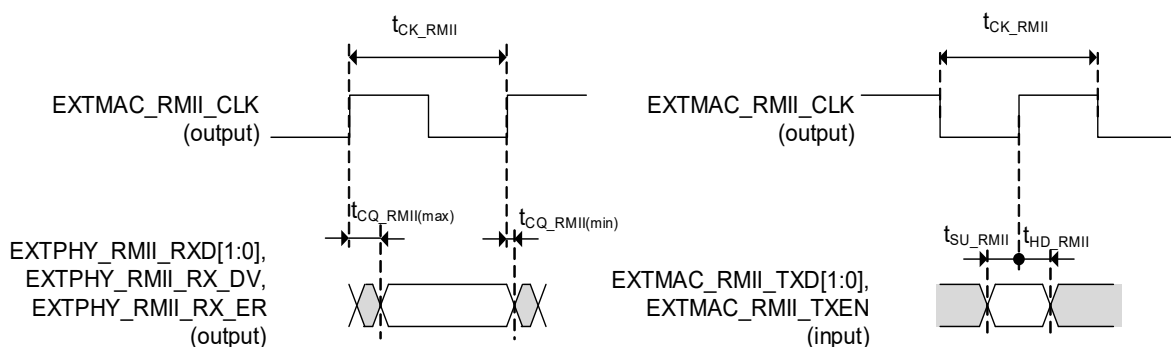 tCK_RMII
EXTMAC_RMII_CLK
(output)
tCQ_RMII(max)
tCQ_RMII(min)
EXTPHY_RMII_RXD[1:0],
EXTPHY_RMII_RX_DV,
EXTPHY_RMII_RX_ER
(output)
tCK_RMII
EXTMAC_RMII_CLK
(output)
tSU_RMII
tHD_RMII
EXTMAC_RMII_TXD[1:0],
EXTMAC_RMII_TXEN
(input)